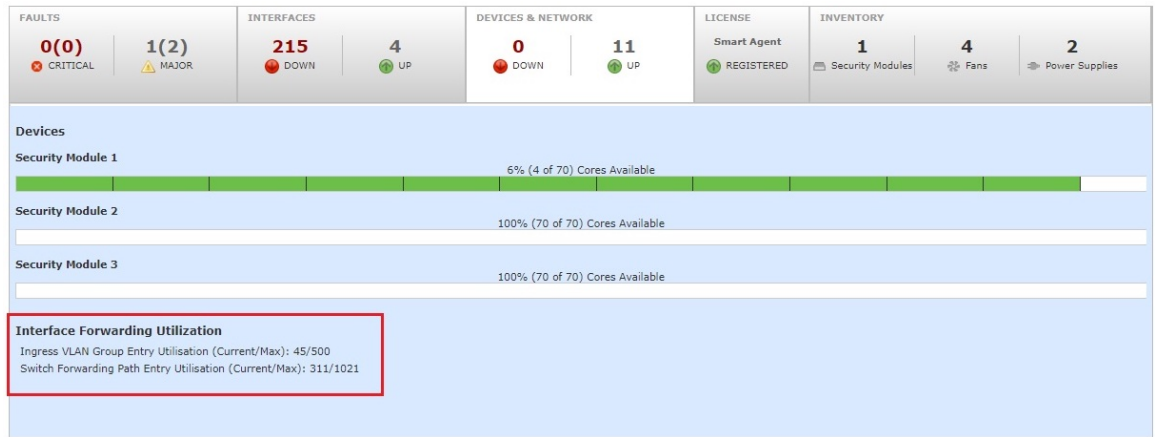 FAULTS
0(0)
CRITICAL
1(2)
MAJOR
INTERFACES
215
DOWN
4
UP
DEVICES & NETWORK
0
DOWN
11
UP
LICENSE
Smart Agent
REGISTERED
INVENTORY
1
Security Modules
4
Fans
2
Power Supplies
Devices
Security Module 1
6% (4 of 70) Cores Available
Security Module 2
100% (70 of 70) Cores Available
Security Module 3
100% (70 of 70) Cores Available
Interface Forwarding Utilization
Ingress VLAN Group Entry Utilisation (Current/Max): 45/500
Switch Forwarding Path Entry Utilisation (Current/Max): 311/1021